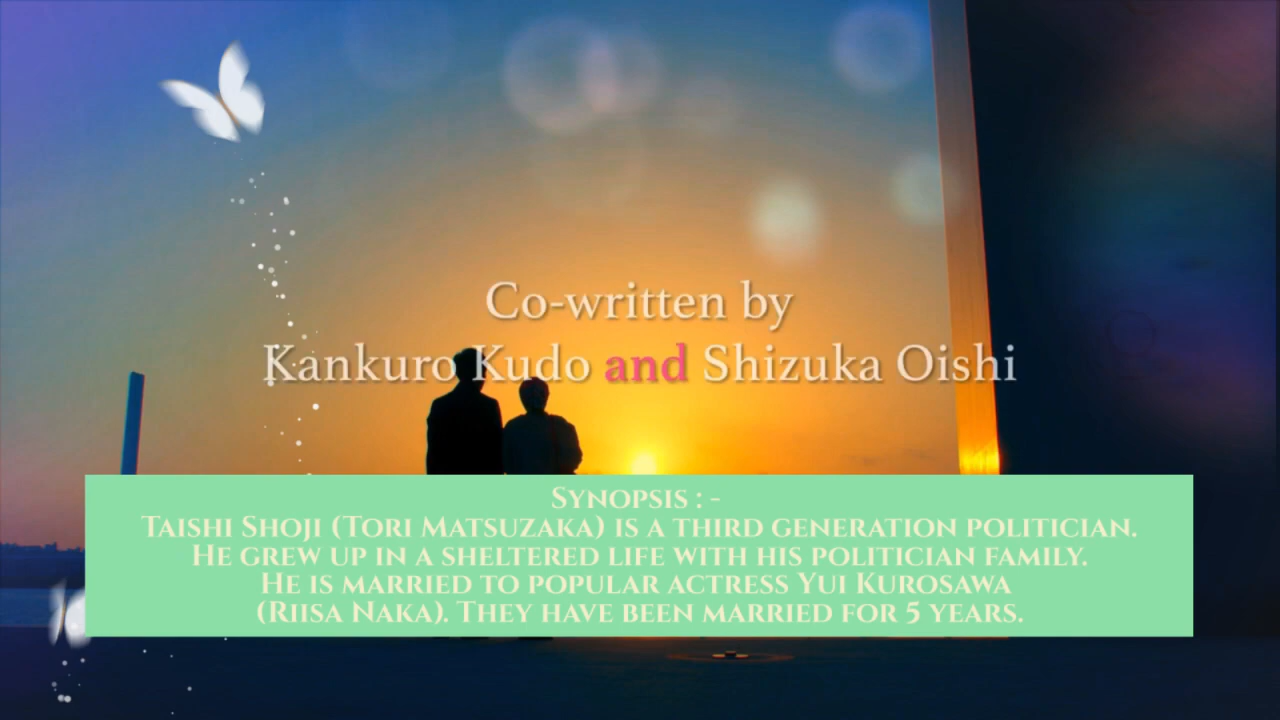 Co-written by
Kankuro Kudo and Shizuka Oishi
Synopsis : -
Taishi Shoji (Tori Matsuzaka) is a third generation politician.
He grew up in a sheltered life with his politician family.
He is married to popular actress Yui Kurosawa
(Riisa Naka). They have been married for 5 years.